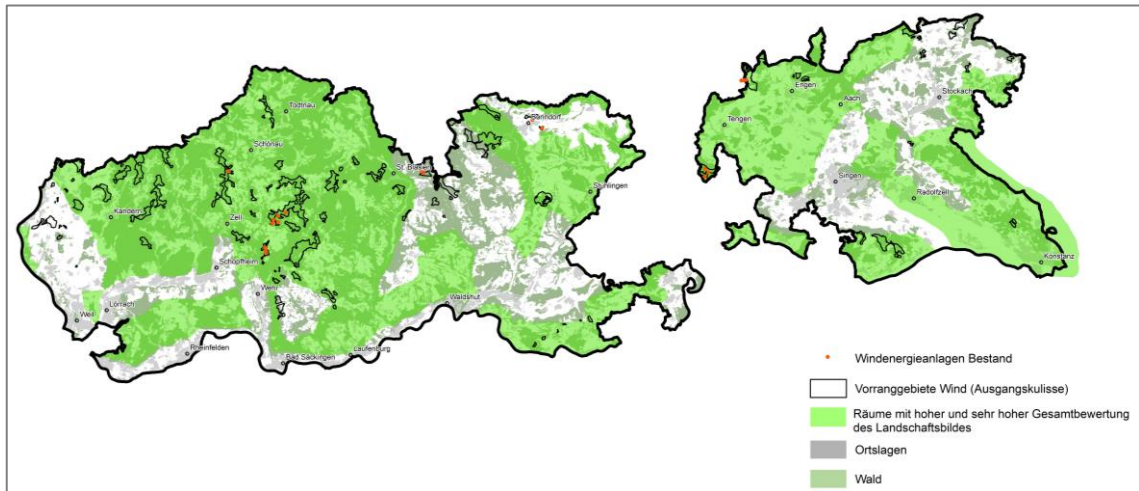 Todtnau
Schönau
St. Blasien
Bonndorf
Stühlingen
Kandern
Zell
Schopfheim
Wehr
Lörrach
Weil
Rheinfelden
Bad Säckingen
Laufenburg
Waldshut
Engen
Aach
Stockach
Tengen
Singen
Radolfzell
Konstanz
Windenergieanlagen Bestand
Vorranggebiete Wind (Ausgangskulisse)
Räume mit hoher und sehr hoher Gesamtbewertung
des Landschaftsbildes
Ortslagen
Wald